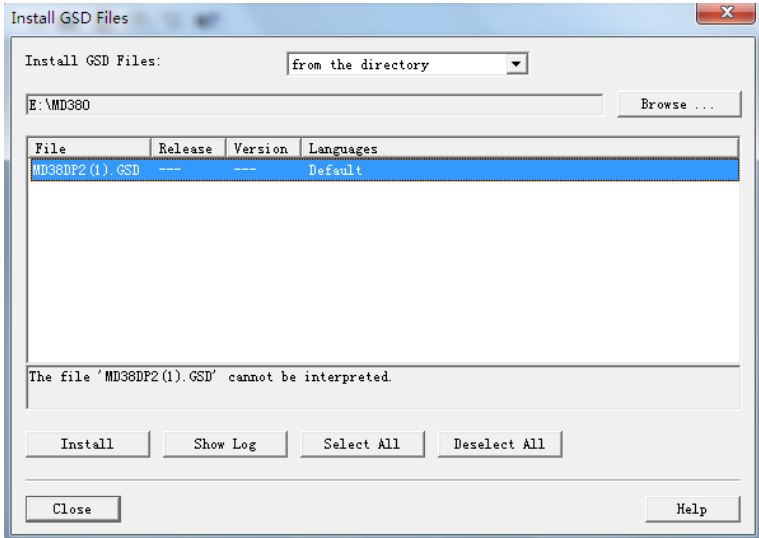 Install GSD Files
Install GSD Files:
from the directory
E:\MD380
Browse ...
File Release Version Languages
MD38DP2(1).GSD --- --- Default
The file 'MD38DP2(1).GSD' cannot be interpreted.
Install Show Log Select All Deselect All
Close Help